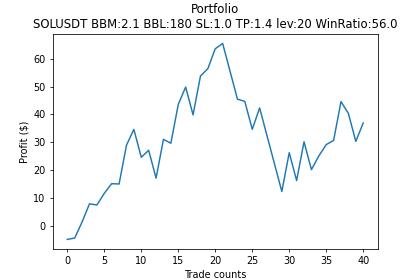 Portfolio
SOLUSDT BBM:2.1 BBL:180 SL:1.0 TP:1.4 lev:20 WinRatio:56.0
Profit ($)
60
50
40
30
20
10
0
0 5 10 15 20 25 30 35 40
Trade counts